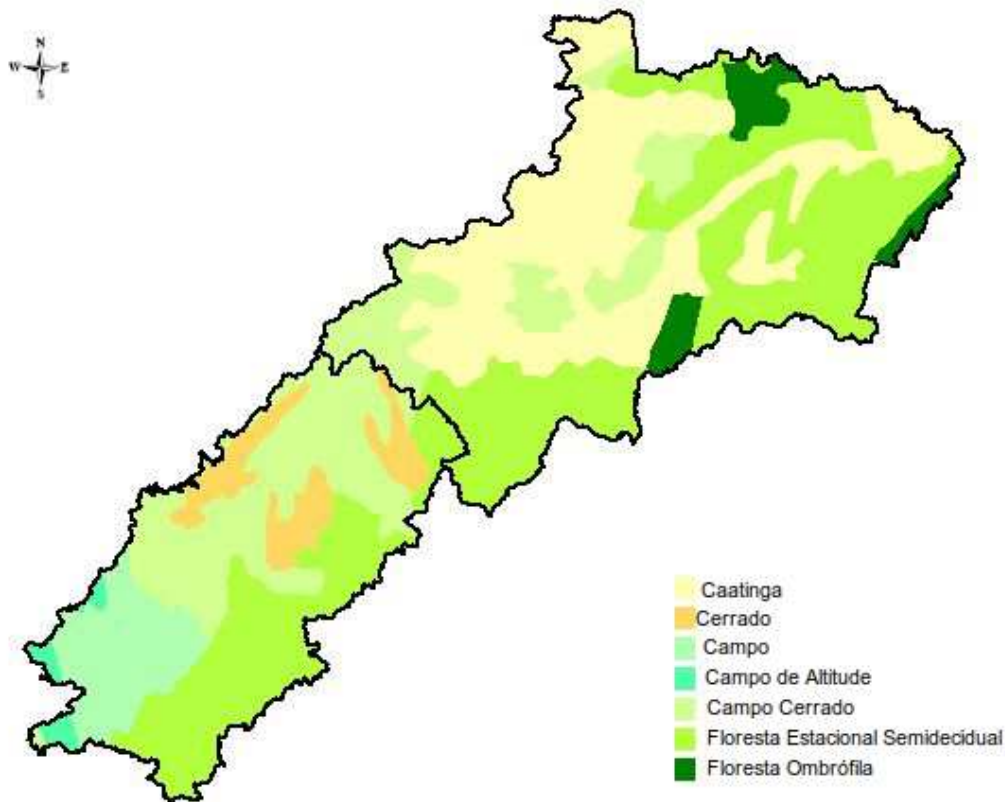 N
W E
S
Caatinga
Cerrado
Campo
Campo de Altitude
Campo Cerrado
Floresta Estacional Semidecidual
Floresta Ombrófila